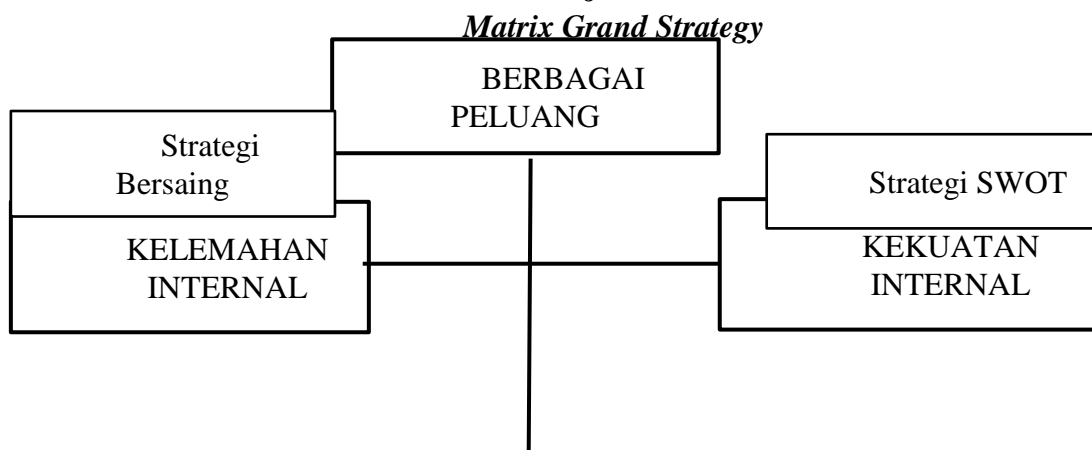 Matrix Grand Strategy
BERBAGAI
PELUANG
Strategi
Bersaing
Strategi SWOT
KELEMAHAN
INTERNAL
KEKUATAN
INTERNAL